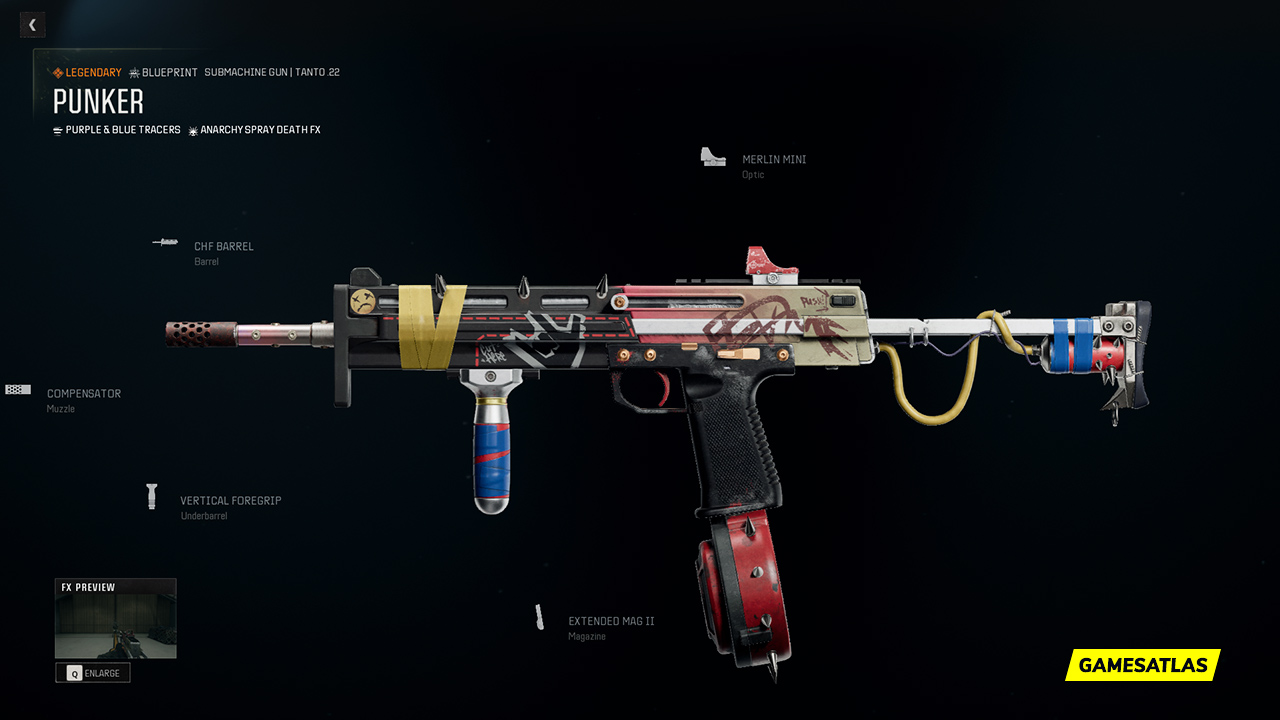 LEGENDARY BLUEPRINT SUBMACHINE GUN | TANTO .22
PUNKER
PURPLE & BLUE TRACERS ANARCHY SPRAY DEATH FX
MERLIN MINI
Optic
CHF BARREL
Barrel
COMPENSATOR
Muzzle
VERTICAL FOREGRIP
Underbarrel
FX PREVIEW
Q ENLARGE
EXTENDED MAG II
Magazine
GAMESATLAS